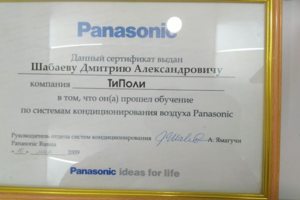 Panasonic
Данный сертификат выдан
Шабаеву Дмитрию Александровичу
компания ТиПоли
в том, что он(а) прошел обучение
по системам кондиционирования воздуха Panasonic
Руководитель отдела систем кондиционирования
А. Ямагучи
Panasonic Russia
2009
Panasonic ideas for life